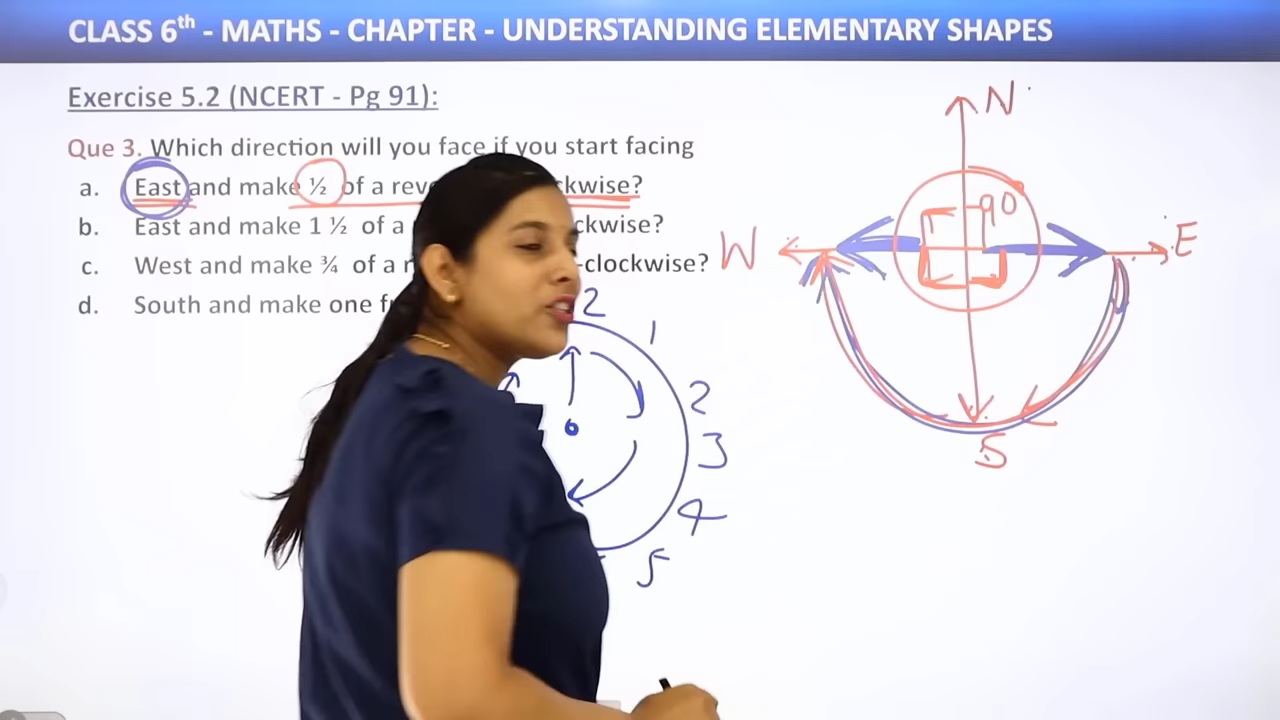 CLASS 6th - MATHS - CHAPTER - UNDERSTANDING ELEMENTARY SHAPES
Exercise 5.2 (NCERT - Pg 91):
Que 3. Which direction will you face if you start facing
a. East and make ½ of a rev ckwise?
b. East and make 1 ½ of a ckwise?
c. West and make ¾ of a -clockwise?
d. South and make one f
N
90
W
E
S
2
1
2
3
4
5